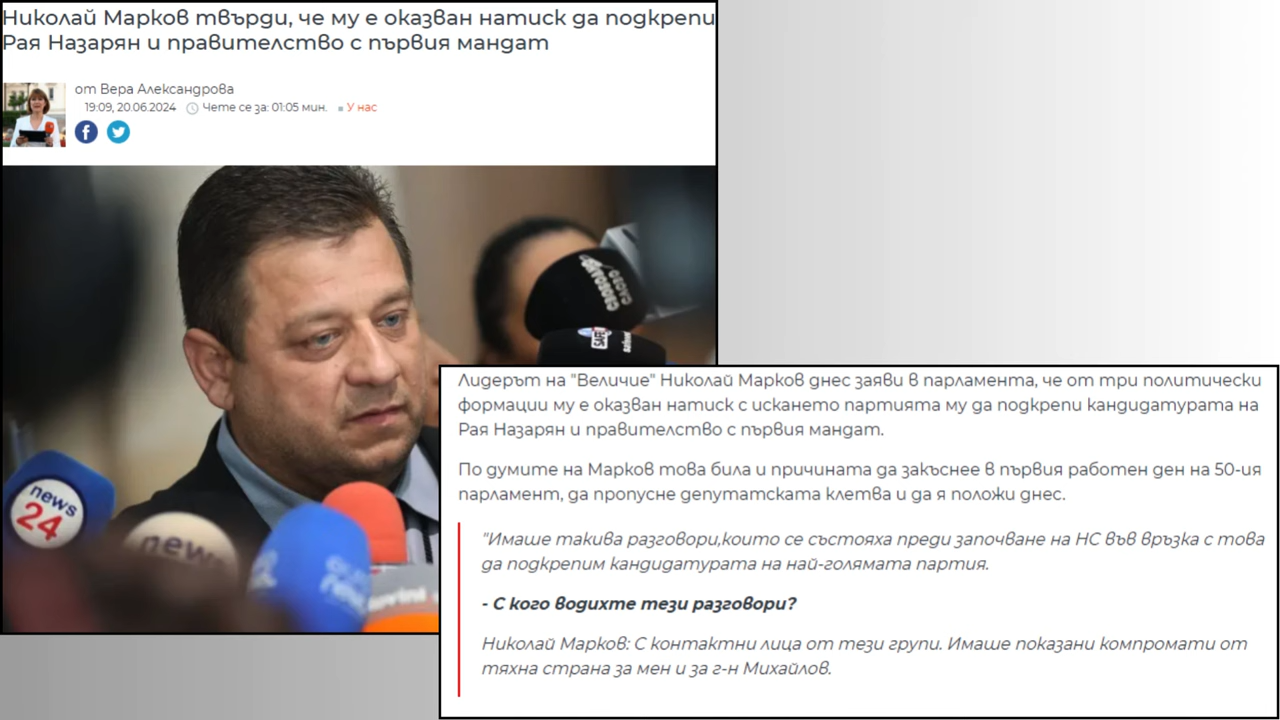 Николай Марков твърди, че му е оказван натиск да подкрепи
Рая Назарян и правителство с първия мандат
от Вера Александрова
19:09, 20.06.2024 Чете се за: 01:05 мин. У нас
news
24
news
SAFE
Лидерът на "Величие" Николай Марков днес заяви в парламента, че от три политически
формации му е оказван натиск с искането партията му да подкрепи кандидатурата на
Рая Назарян и правителство с първия мандат.
По думите на Марков това била и причината да закъснее в първия работен ден на 50-ия
парламент, да пропусне депутатската клетва и да я положи днес.
"Имаше такива разговори,които се състояха преди започване на НС във връзка с това
да подкрепим кандидатурата на най-голямата партия.
- С кого водихте тези разговори?
Николай Марков: С контактни лица от тези групи. Имаше показани компромати от
тяхна страна за мен и за г-н Михайлов.